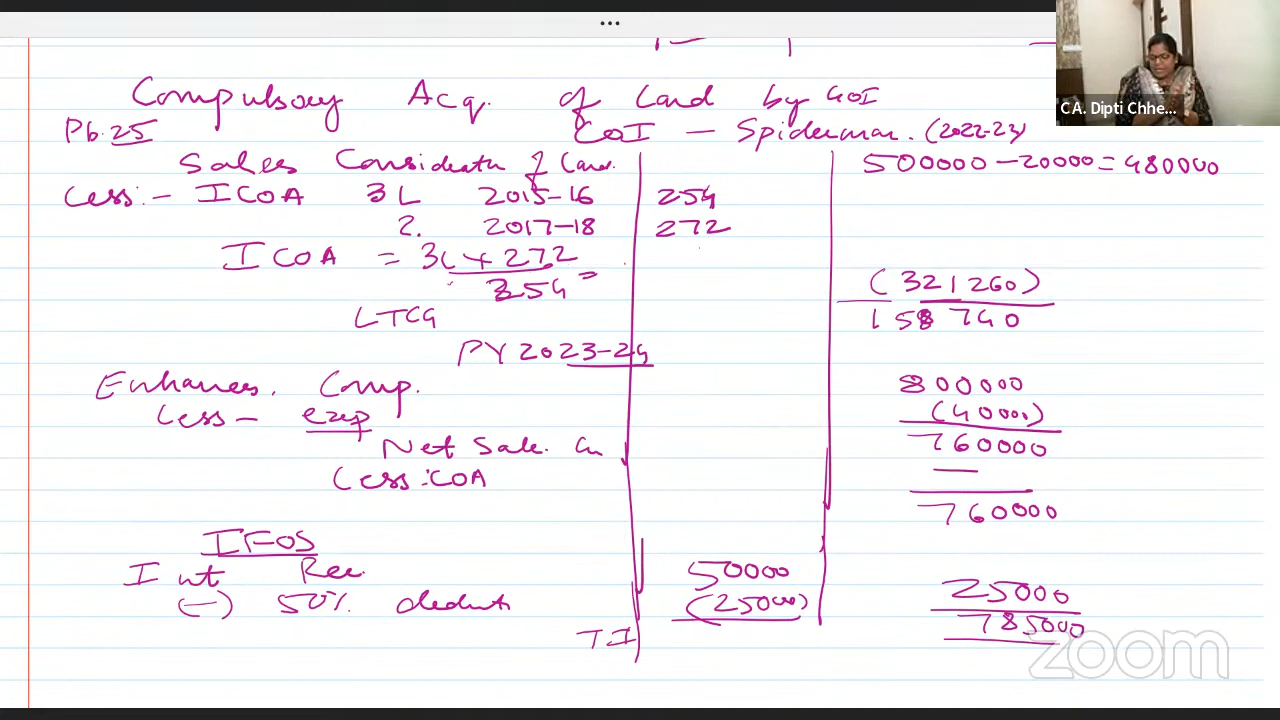 ...
C A. Dipti Chhe...
Compulsory Acq. of Land by GOI
Pb. 25 COI - Spiderman. (2022-23)
Sales Consideratn of Land. 500000 - 20000 = 480000
Less:- ICOA 3L 2015-16 254
2. 2017-18 272
ICOA = 3L x 272 =
254
(321260)
LTCG 158740
PY 2023-24
Enhances. Comp. 800000
Less - exep (40000)
Net Sale. Cn 760000
Less: COA —
760000
IFOS
Int Rec. 50000
(-) 50% deductn (25000) 25000
TI 785000
zoom